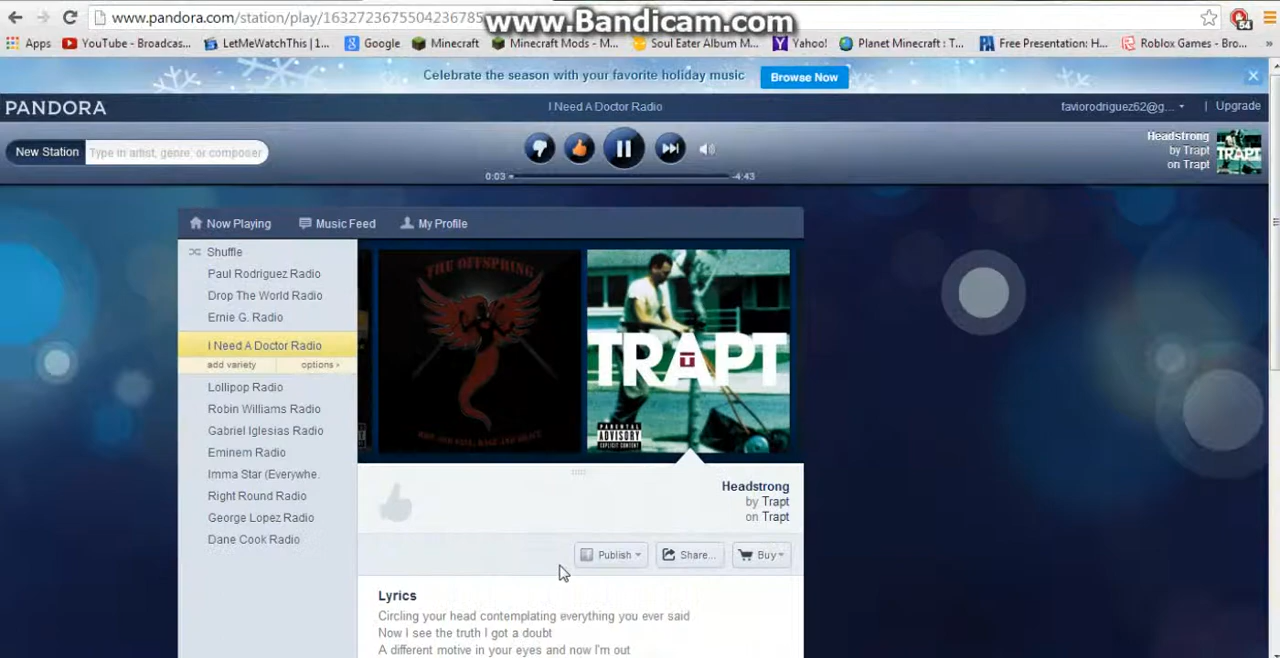 www.pandora.com/station/play/1632723675504236785
www.Bandicam.com
54
Apps YouTube - Broadcas... LetMeWatchThis | 1... Google Minecraft Minecraft Mods - M... Soul Eater Album M... Yahoo! Planet Minecraft : T... Free Presentation: H... Roblox Games - Bro... »
Celebrate the season with your favorite holiday music Browse Now
PANDORA I Need A Doctor Radio faviorodriguez62@g... | Upgrade
New Station Type in artist, genre, or composer
Headstrong
by Trapt
on Trapt
TRAPT
0:03 -4:43
Now Playing Music Feed My Profile
Shuffle
Paul Rodriguez Radio
Drop The World Radio
Ernie G. Radio
I Need A Doctor Radio
add variety options ›
Lollipop Radio
Robin Williams Radio
Gabriel Iglesias Radio
Eminem Radio
Imma Star (Everywhe.
Right Round Radio
George Lopez Radio
Dane Cook Radio
THE OFFSPRING
TRAPT
PARENTAL
ADVISORY
EXPLICIT CONTENT
Headstrong
by Trapt
on Trapt
Publish Share... Buy
Lyrics
Circling your head contemplating everything you ever said
Now I see the truth I got a doubt
A different motive in your eyes and now I'm out